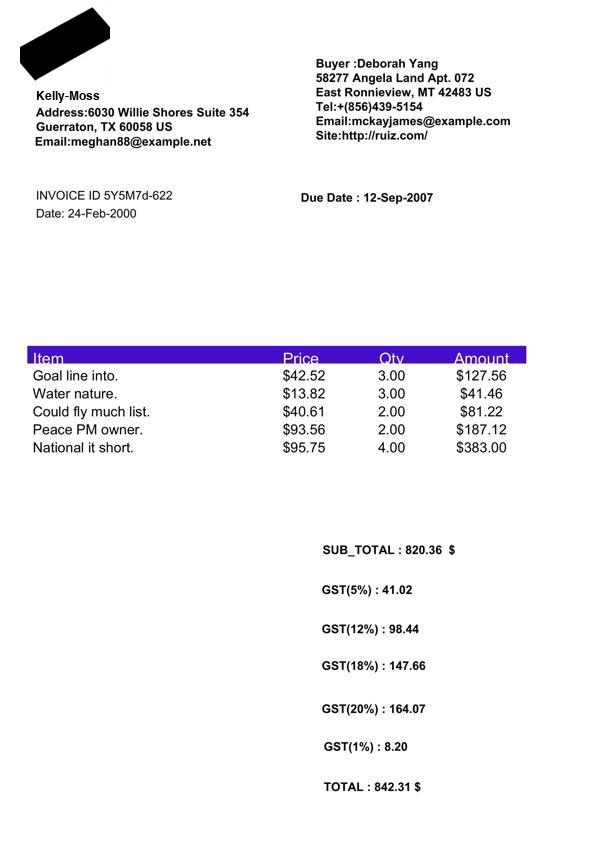 Kelly-Moss
Address:6030 Willie Shores Suite 354
Guerraton, TX 60058 US
Email:meghan88@example.net
Buyer :Deborah Yang
58277 Angela Land Apt. 072
East Ronnieview, MT 42483 US
Tel:+(856)439-5154
Email:mckayjames@example.com
Site:http://ruiz.com/
INVOICE ID 5Y5M7d-622
Date: 24-Feb-2000
Due Date : 12-Sep-2007
Item Price Qty Amount
Goal line into. $42.52 3.00 $127.56
Water nature. $13.82 3.00 $41.46
Could fly much list. $40.61 2.00 $81.22
Peace PM owner. $93.56 2.00 $187.12
National it short. $95.75 4.00 $383.00
SUB_TOTAL : 820.36 $
GST(5%) : 41.02
GST(12%) : 98.44
GST(18%) : 147.66
GST(20%) : 164.07
GST(1%) : 8.20
TOTAL : 842.31 $